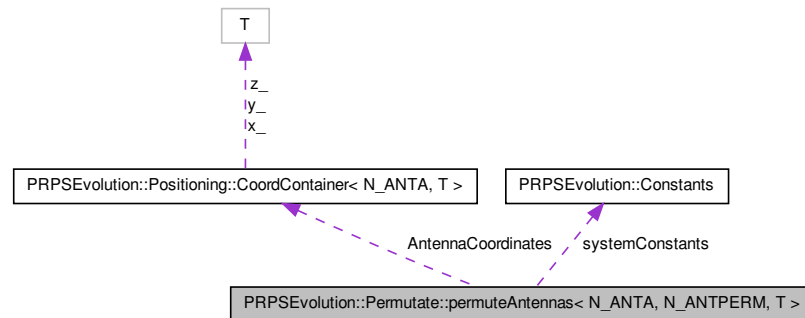 T
z_
y_
x_
PRPSEvolution::Positioning::CoordContainer< N_ANTA, T >
PRPSEvolution::Constants
AntennaCoordinates
systemConstants
PRPSEvolution::Permutate::permuteAntennas< N_ANTA, N_ANTPERM, T >